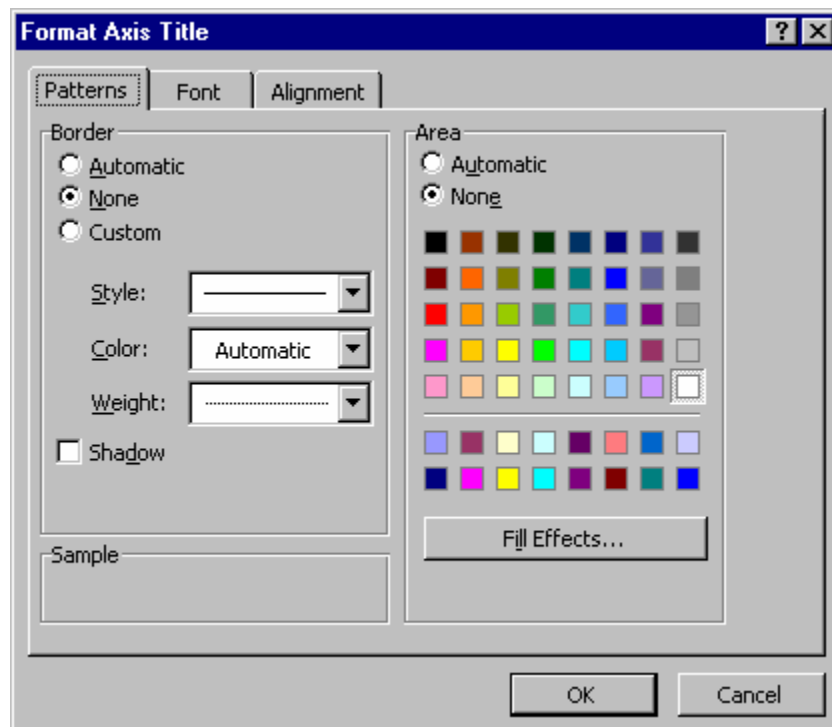 Format Axis Title
Patterns Font Alignment
Border
Automatic
None
Custom
Style:
Color: Automatic
Weight:
Shadow
Sample
Area
Automatic
None
Fill Effects...
OK Cancel